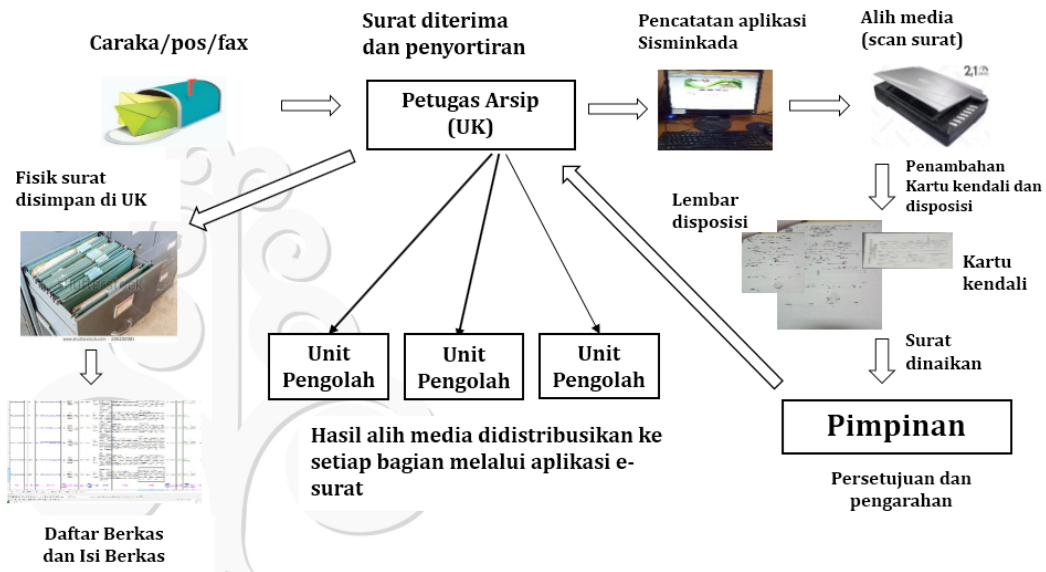 Caraka/pos/fax
Surat diterima
dan penyortiran
Pencatatan aplikasi
Sisminkada
Alih media
(scan surat)
2,1
Petugas Arsip
(UK)
Fisik surat
disimpan di UK
Lembar
disposisi
Penambahan
Kartu kendali dan
disposisi
Kartu
kendali
Unit
Pengolah
Unit
Pengolah
Unit
Pengolah
Surat
dinaikan
Pimpinan
Hasil alih media didistribusikan ke
setiap bagian melalui aplikasi e-
surat
Persetujuan dan
pengarahan
Daftar Berkas
dan Isi Berkas